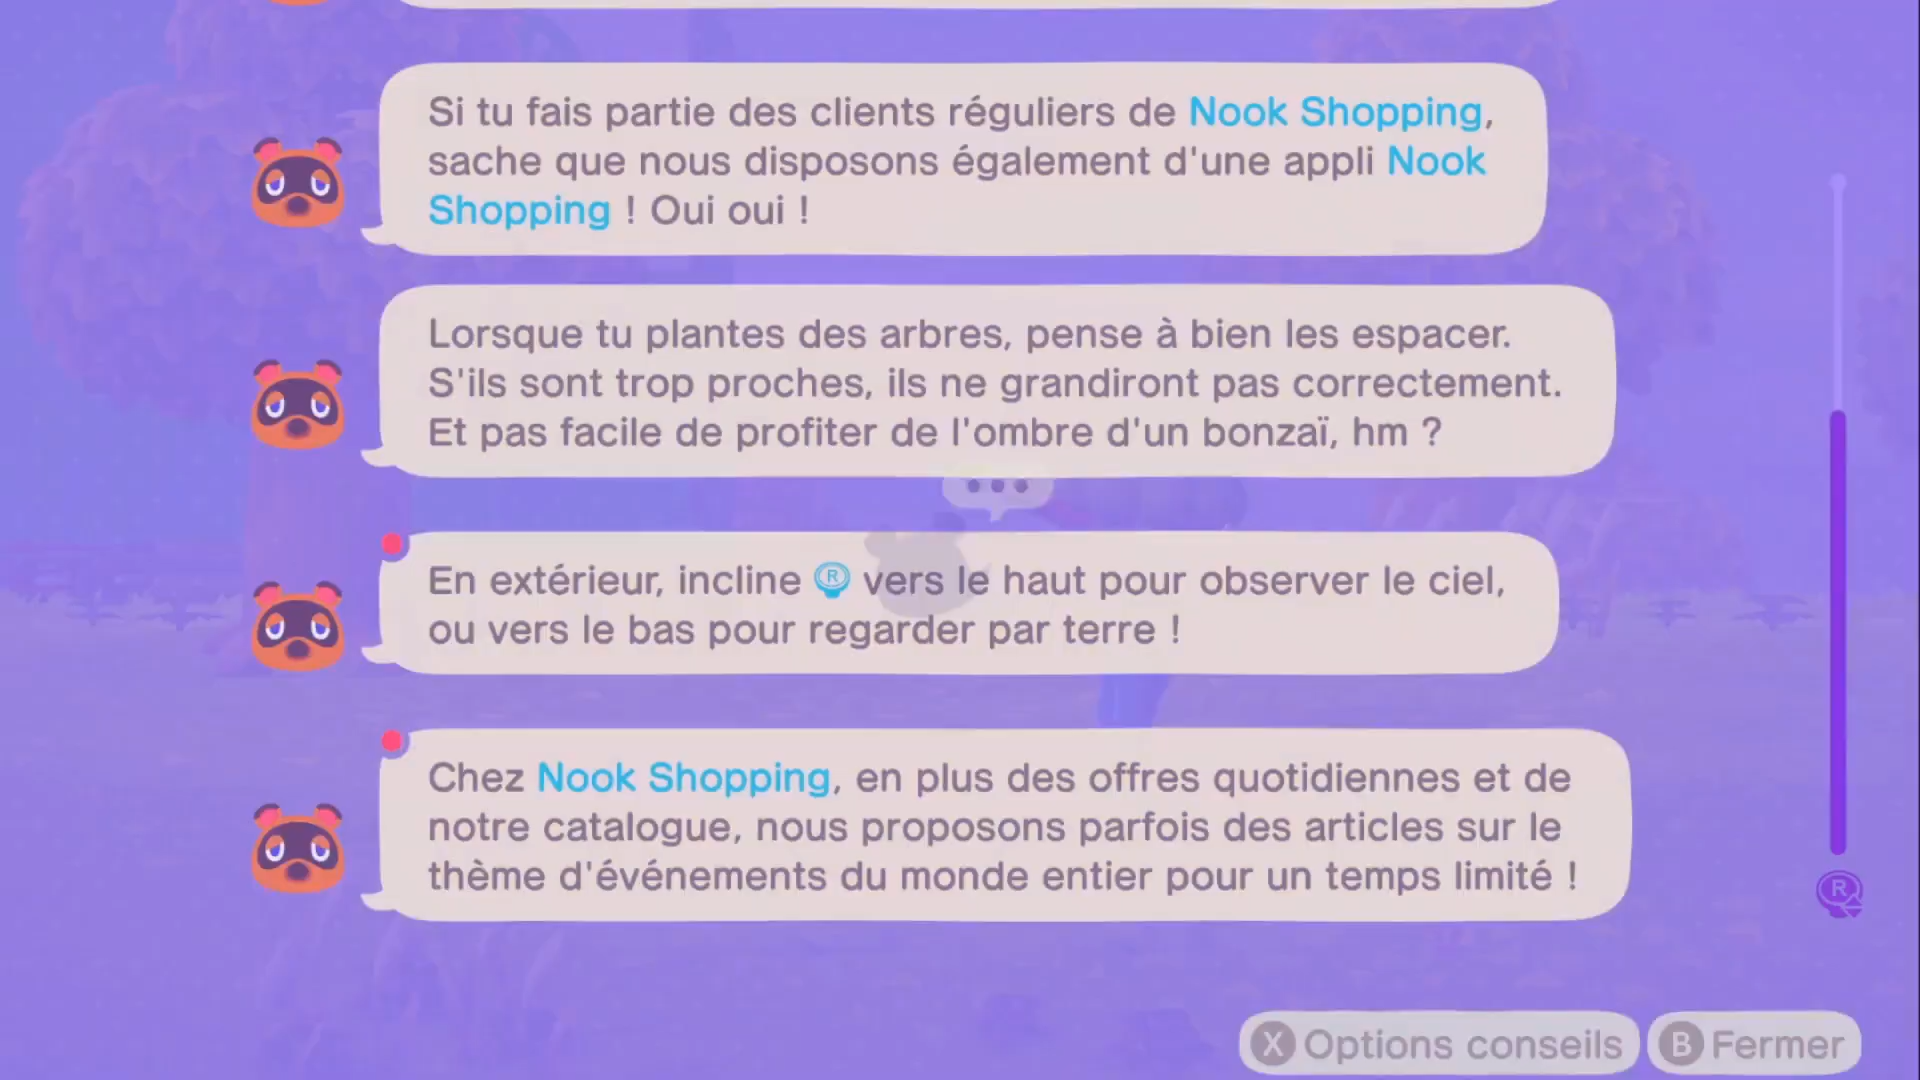 Si tu fais partie des clients réguliers de Nook Shopping,
sache que nous disposons également d'une appli Nook
Shopping ! Oui oui !
Lorsque tu plantes des arbres, pense à bien les espacer.
S'ils sont trop proches, ils ne grandiront pas correctement.
Et pas facile de profiter de l'ombre d'un bonzaï, hm ?
En extérieur, incline R vers le haut pour observer le ciel,
ou vers le bas pour regarder par terre !
Chez Nook Shopping, en plus des offres quotidiennes et de
notre catalogue, nous proposons parfois des articles sur le
thème d'événements du monde entier pour un temps limité !
R
X Options conseils B Fermer